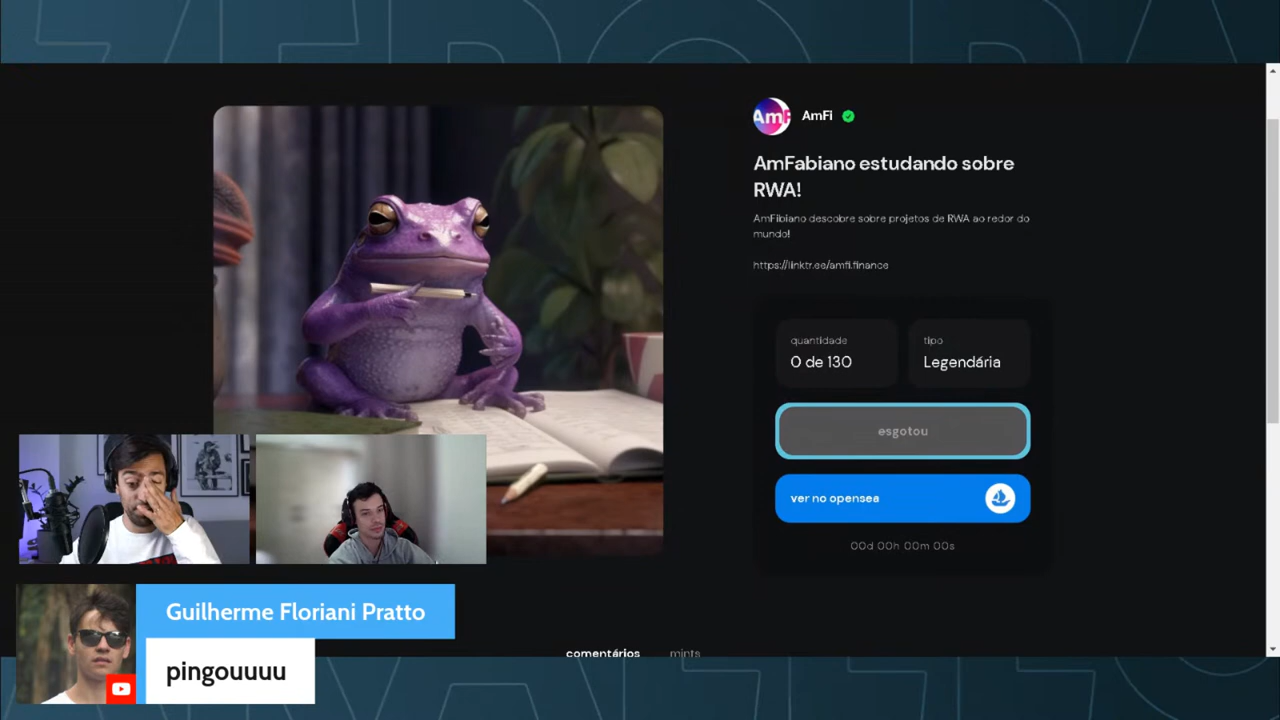 AmFi
AmFi
AmFabiano estudando sobre
RWA!
AmFibiano descobre sobre projetos de RWA ao redor do
mundo!
https://linktr.ee/amfi.finance
quantidade
0 de 130
tipo
Legendária
esgotou
ver no opensea
00d 00h 00m 00s
Guilherme Floriani Pratto
pingouuuu
comentários
mints